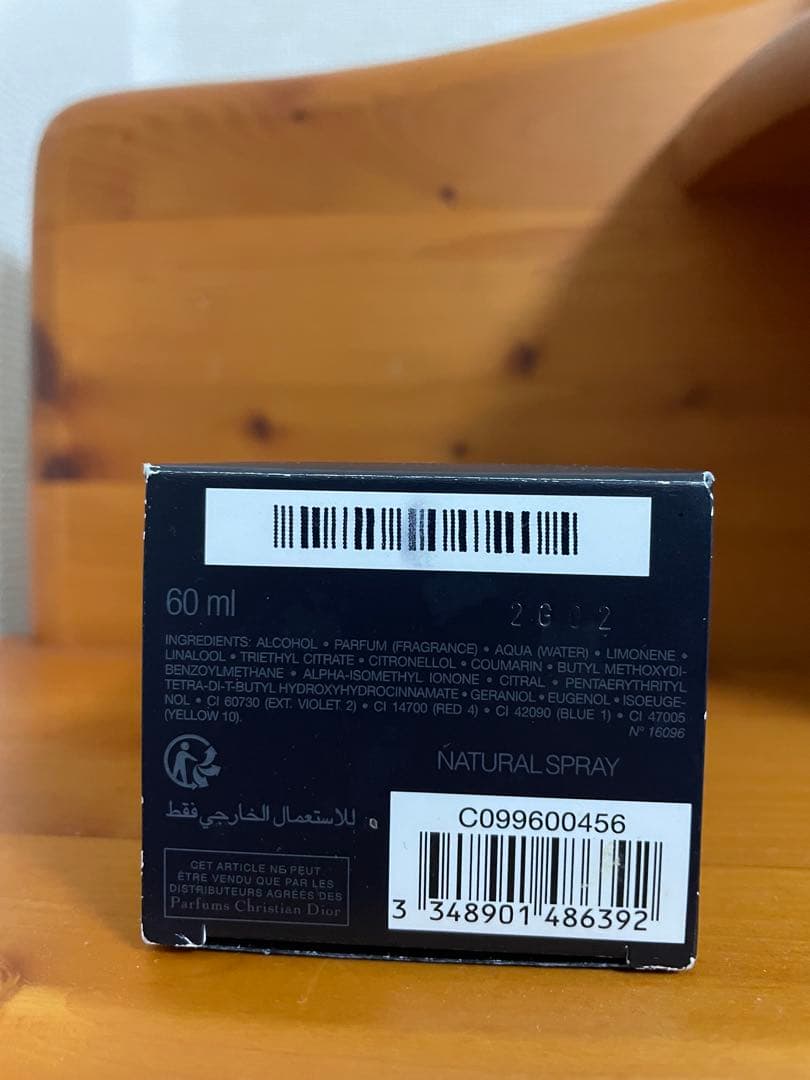 60 ml
2G02
INGREDIENTS: ALCOHOL • PARFUM (FRAGRANCE) • AQUA (WATER) • LIMONENE •
LINALOOL • TRIETHYL CITRATE • CITRONELLOL • COUMARIN • BUTYL METHOXYDI-
BENZOYLMETHANE • ALPHA-ISOMETHYL IONONE • CITRAL • PENTAERYTHRITYL
TETRA-DI-T-BUTYL HYDROXYHYDROCINNAMATE • GERANIOL • EUGENOL • ISOEUGE-
NOL • CI 60730 (EXT. VIOLET 2) • CI 14700 (RED 4) • CI 42090 (BLUE 1) • CI 47005
(YELLOW 10).
N° 16096
NATURAL SPRAY
للاستعمال الخارجي فقط
CET ARTICLE NE PEUT
ÊTRE VENDU QUE PAR LES
DISTRIBUTEURS AGRÉÉS DES
Parfums Christian Dior
C099600456
3 348901 486392